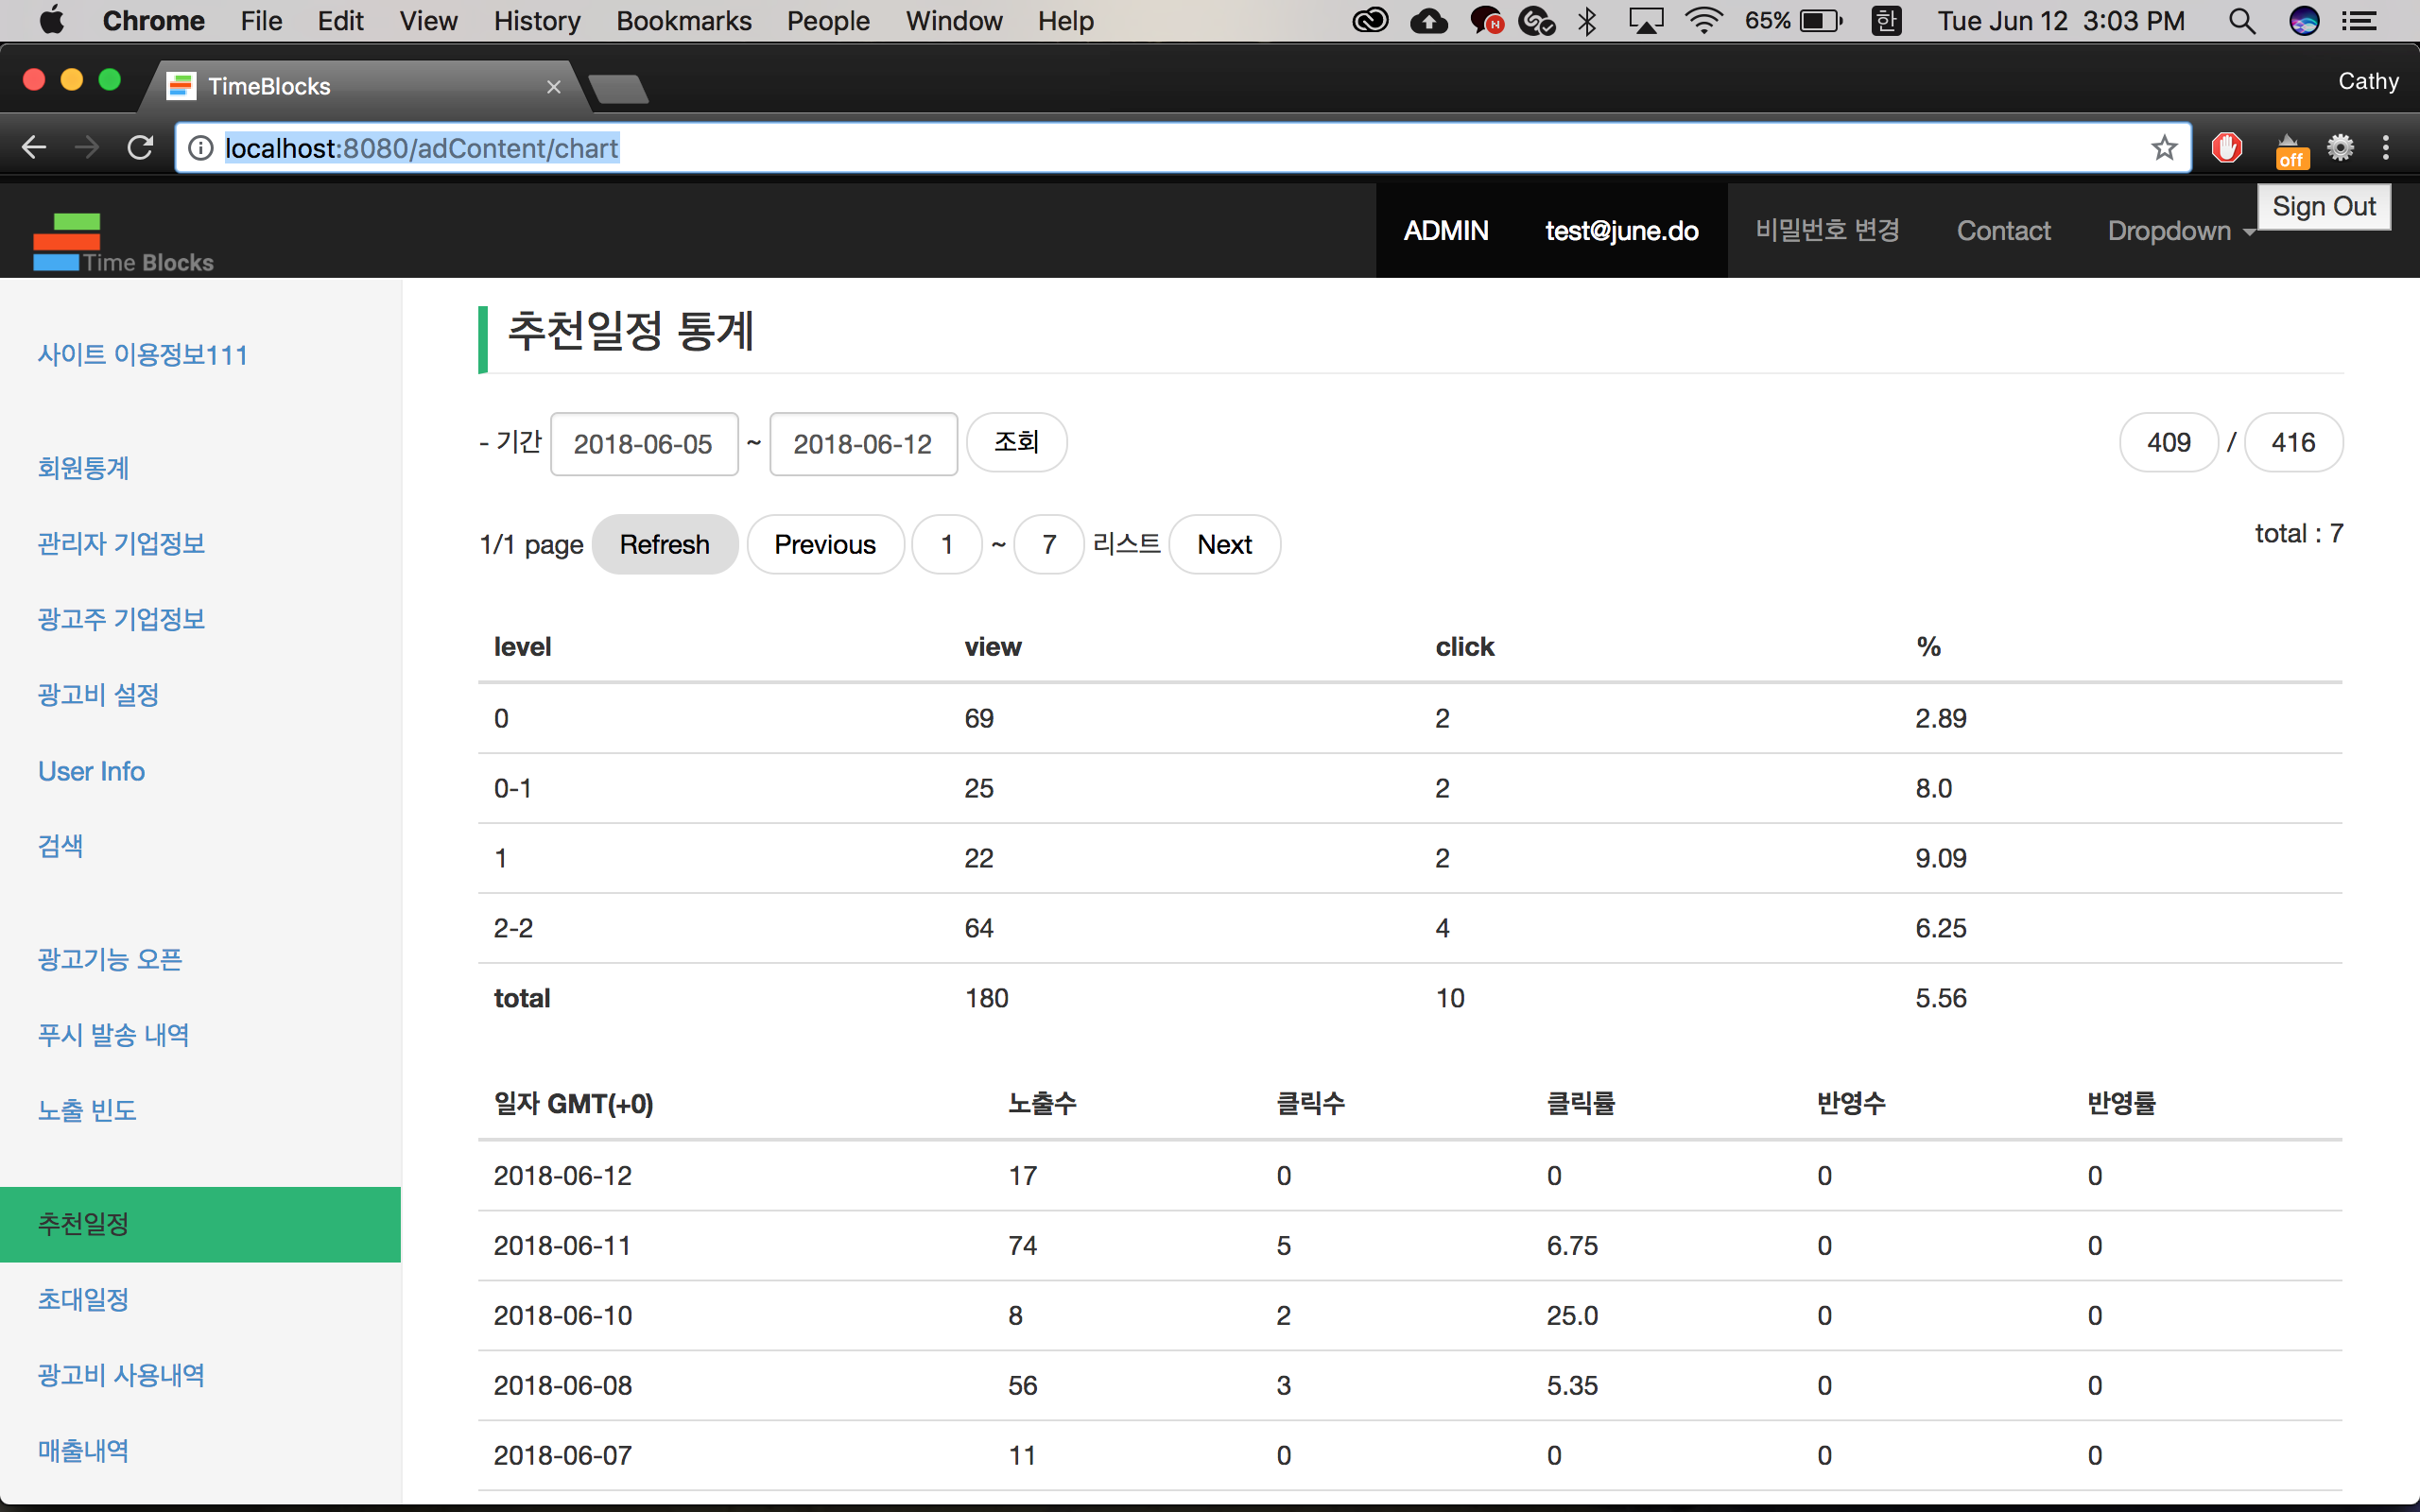 Chrome File Edit View History Bookmarks People Window Help 65% 한 Tue Jun 12 3:03 PM
TimeBlocks Cathy
localhost:8080/adContent/chart off
Time Blocks ADMIN test@june.do 비밀번호 변경 Contact Dropdown Sign Out
사이트 이용정보111
회원통계
관리자 기업정보
광고주 기업정보
광고비 설정
User Info
검색
광고기능 오픈
푸시 발송 내역
노출 빈도
추천일정
초대일정
광고비 사용내역
매출내역
추천일정 통계
- 기간 2018-06-05 ~ 2018-06-12 조회 409 / 416
1/1 page Refresh Previous 1 ~ 7 리스트 Next total : 7
level view click %
0 69 2 2.89
0-1 25 2 8.0
1 22 2 9.09
2-2 64 4 6.25
total 180 10 5.56
일자 GMT(+0) 노출수 클릭수 클릭률 반영수 반영률
2018-06-12 17 0 0 0 0
2018-06-11 74 5 6.75 0 0
2018-06-10 8 2 25.0 0 0
2018-06-08 56 3 5.35 0 0
2018-06-07 11 0 0 0 0